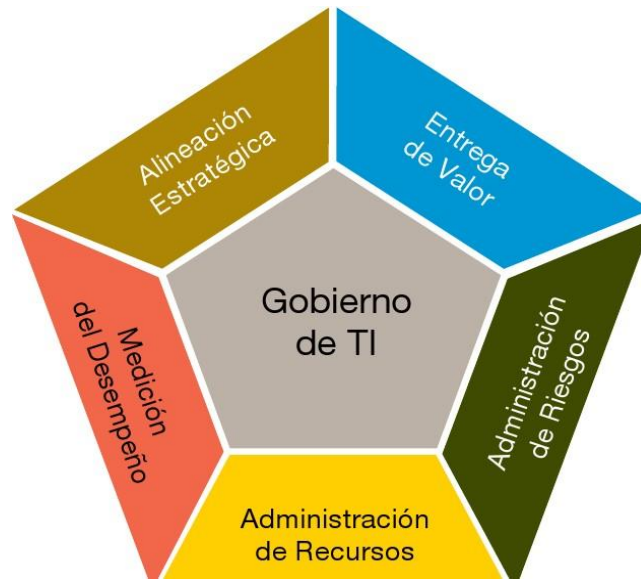 Alineación
Estratégica
Entrega
de Valor
Gobierno
de TI
Medición
del Desempeño
Administración
de Riesgos
Administración
de Recursos